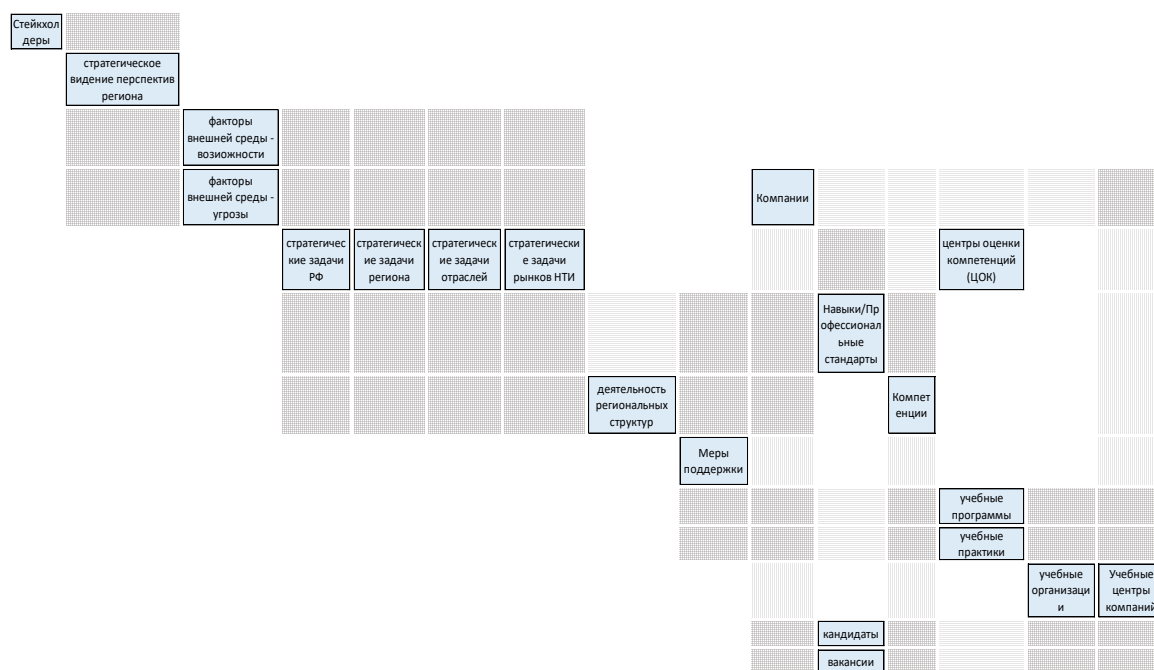 Стейкхол
деры
стратегическое
видение перспектив
региона
факторы
внешней среды -
возиожности
факторы
внешней среды -
угрозы
Компании
стратегичес
кие задачи
РФ
стратегическ
ие задачи
региона
стратегическ
ие задачи
отраслей
стратегически
е задачи
рынков НТИ
центры оценки
компетенций
(ЦОК)
Навыки/Пр
офессионал
ьные
стандарты
деятельность
региональных
структур
Компет
енции
Меры
поддержки
учебные
программы
учебные
практики
учебные
организаци
и
Учебные
центры
компаний
кандидаты
вакансии